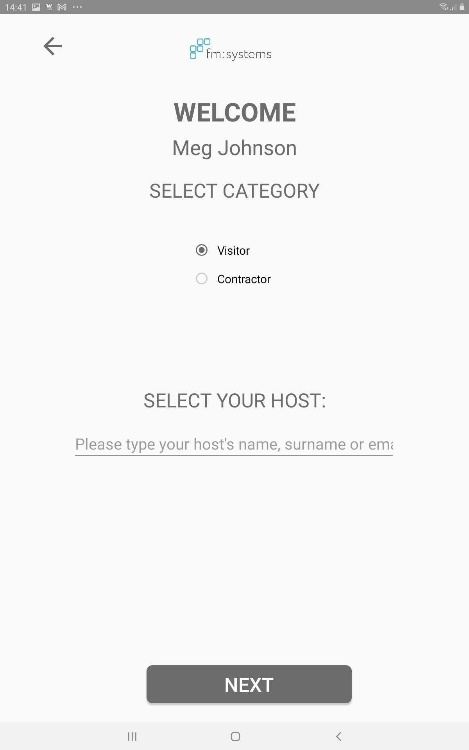 14:41
fm:systems
WELCOME
Meg Johnson
SELECT CATEGORY
Visitor
Contractor
SELECT YOUR HOST:
Please type your host's name, surname or ema
NEXT